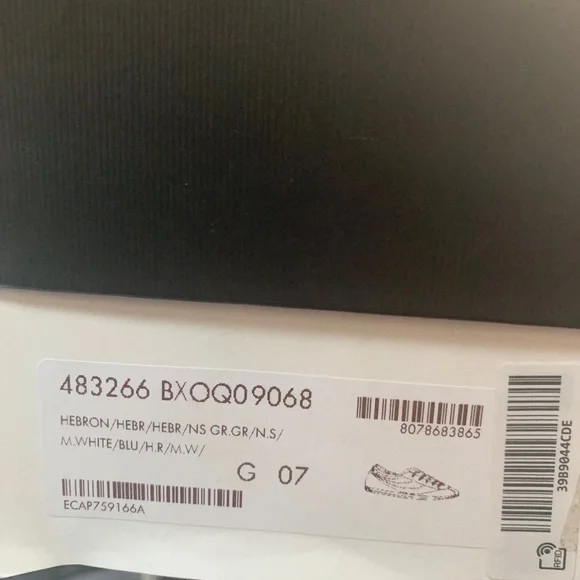 483266 BXOQ09068
8078683865
HEBRON/HEBR/HEBR/NS GR.GR/N.S/
M.WHITE/BLU/H.R/M.W/
G 07
ECAP759166A
39B9044CDE
RFID